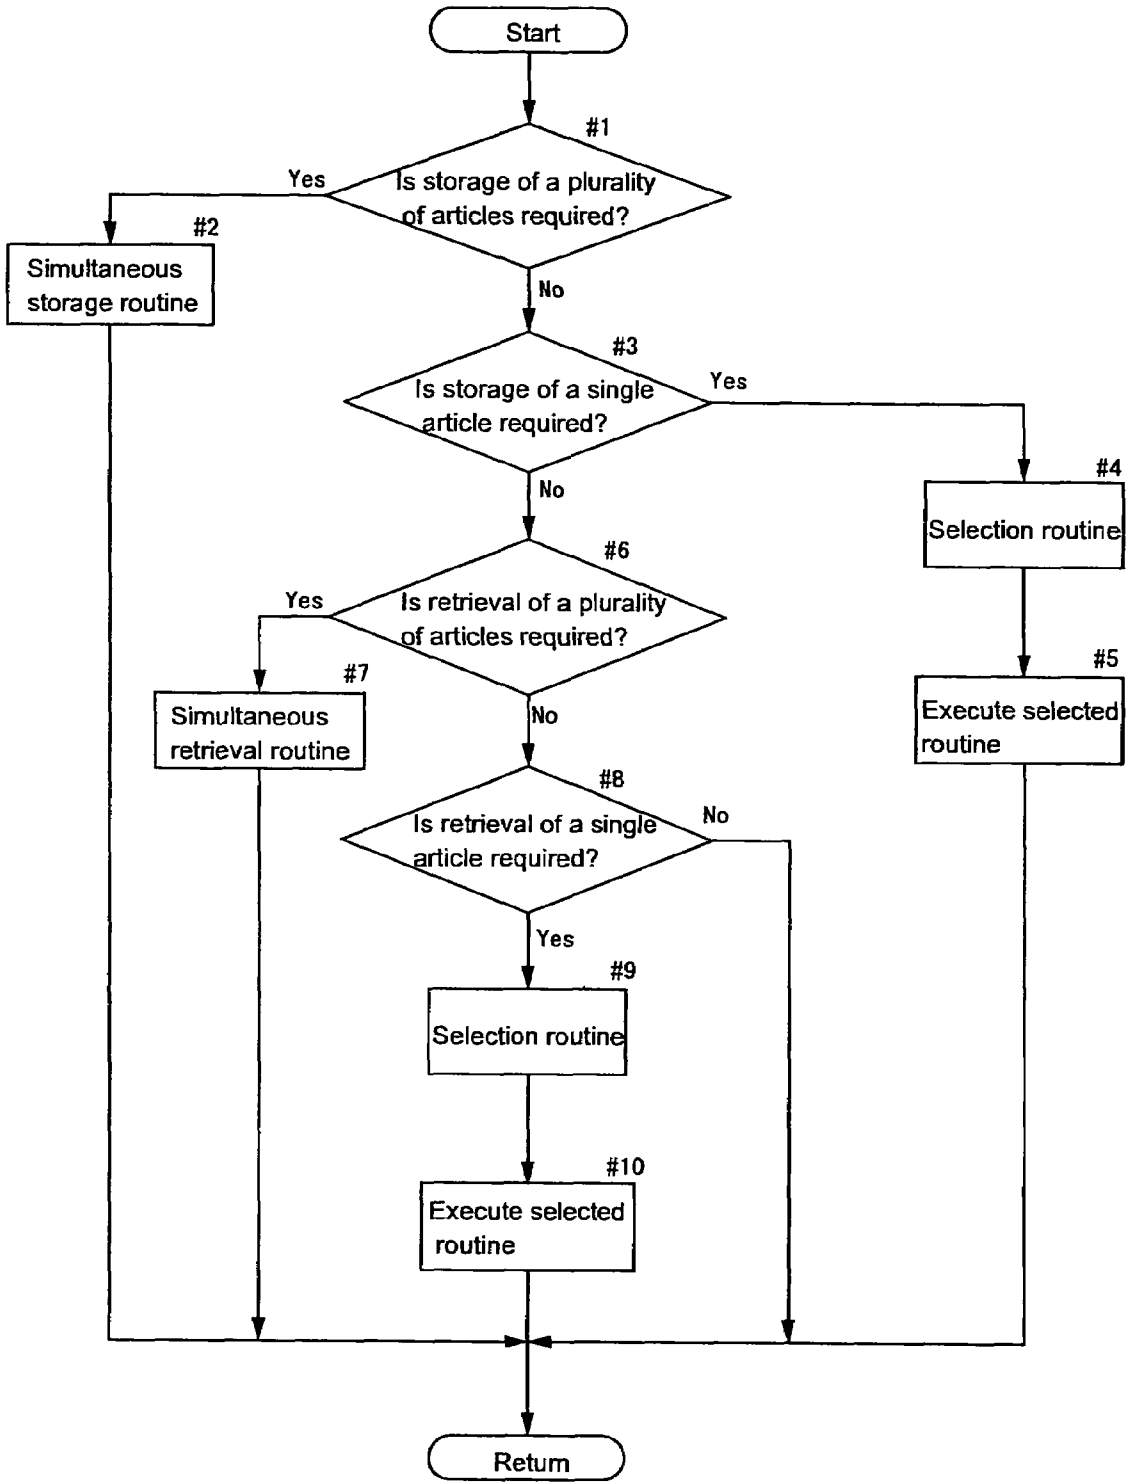 Start
#1
Yes
Is storage of a plurality
of articles required?
#2
Simultaneous
storage routine
No
#3
Is storage of a single
article required?
Yes
No
#4
Selection routine
#6
Is retrieval of a plurality
of articles required?
Yes
#7
Simultaneous
retrieval routine
No
#5
Execute selected
routine
#8
Is retrieval of a single
article required?
No
Yes
#9
Selection routine
#10
Execute selected
routine
Return